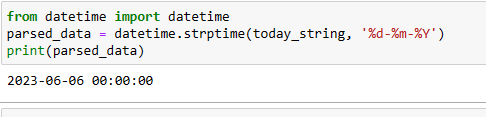 from datetime import datetime
parsed_data = datetime.strptime(today_string, '%d-%m-%Y')
print(parsed_data)
2023-06-06 00:00:00